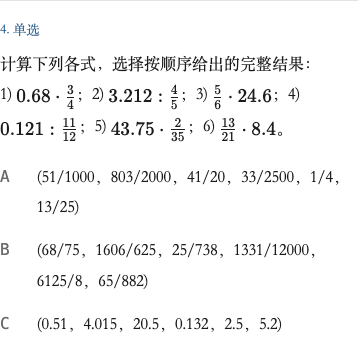 4. 单选
计算下列各式，选择按顺序给出的完整结果：
1) 0.68 · 3/4； 2) 3.212 : 4/5； 3) 5/6 · 24.6； 4)
0.121 : 11/12； 5) 43.75 · 2/35； 6) 13/21 · 8.4。
A (51/1000，803/2000，41/20，33/2500，1/4，
13/25)
B (68/75，1606/625，25/738，1331/12000，
6125/8，65/882)
C (0.51，4.015，20.5，0.132，2.5，5.2)